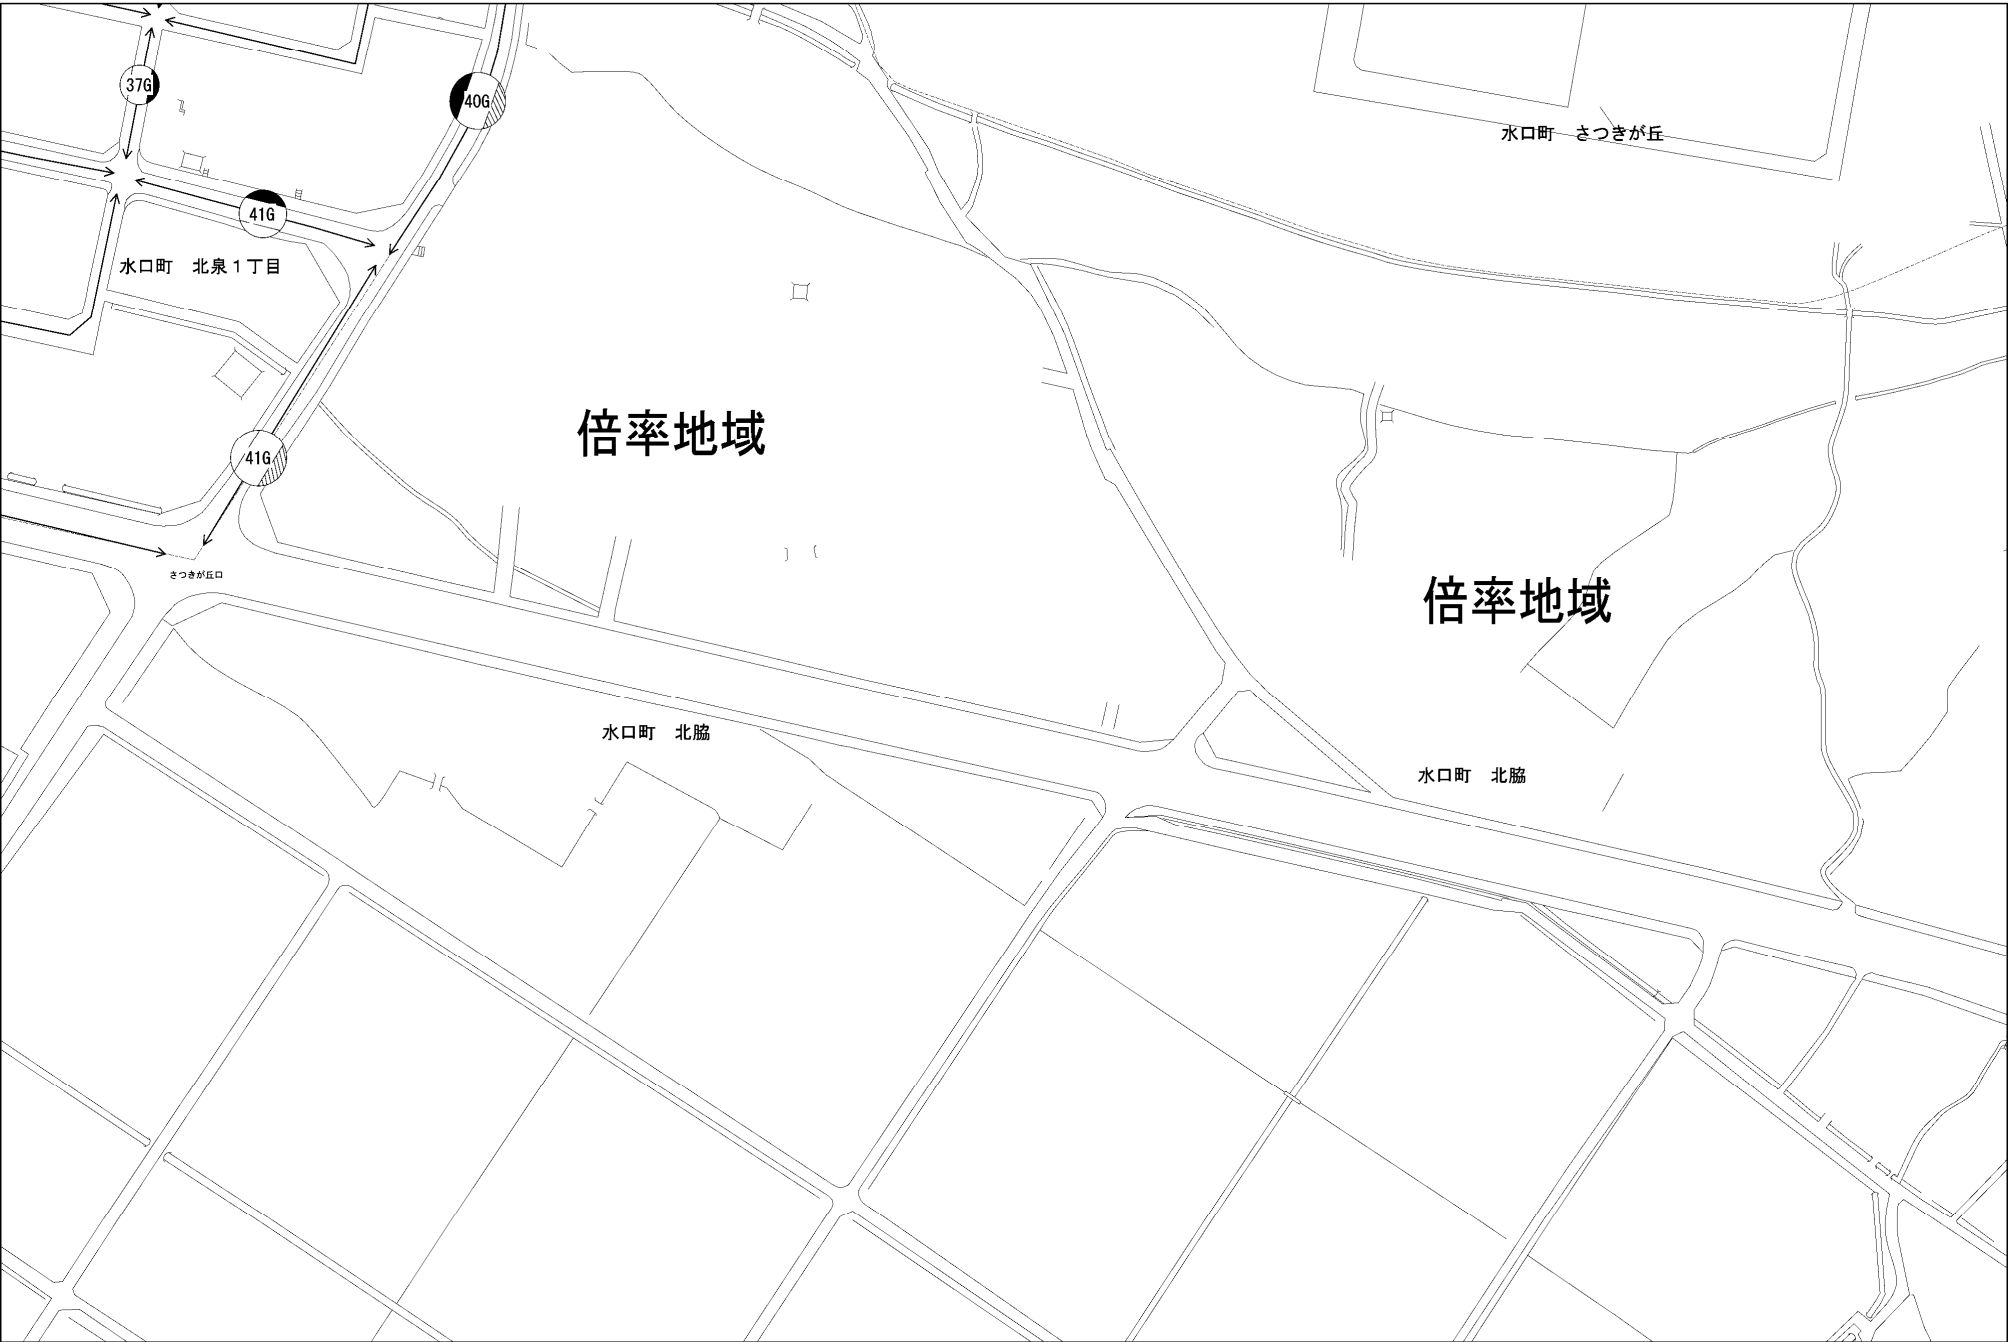 37G
40G
水口町　さつきが丘
41G
水口町　北泉１丁目
倍率地域
41G
さつきが丘口
倍率地域
水口町　北脇
水口町　北脇